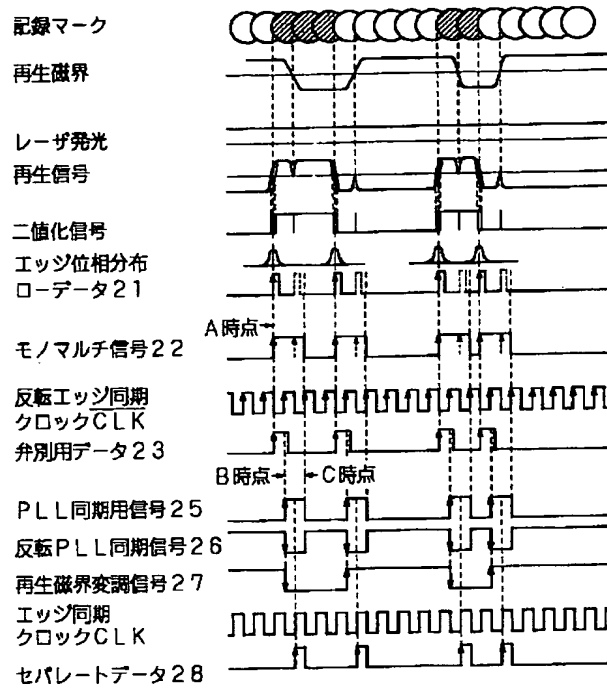 記録マーク
再生磁界
レーザ発光
再生信号
二値化信号
エッジ位相分布
ローデータ21
A時点
モノマルチ信号22
反転エッジ同期
クロックCLK
弁別用データ23
B時点 C時点
PLL同期用信号25
反転PLL同期信号26
再生磁界変調信号27
エッジ同期
クロックCLK
セパレートデータ28